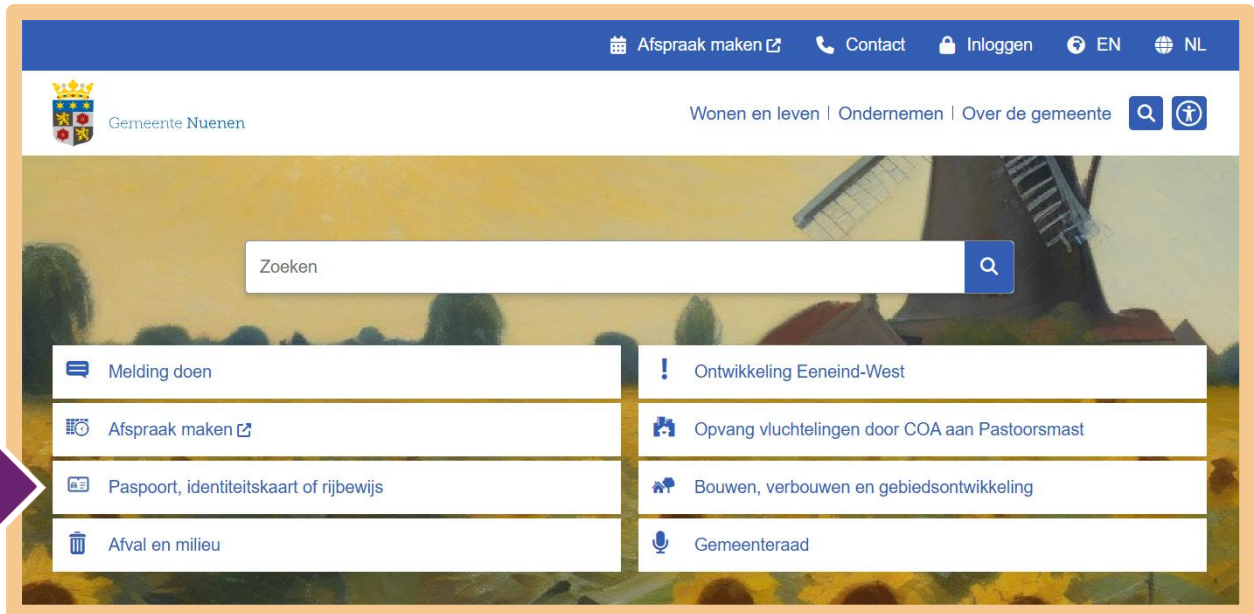 Afspraak maken Contact Inloggen EN NL
Gemeente Nuenen
Wonen en leven | Ondernemen | Over de gemeente
Zoeken
Melding doen
Ontwikkeling Eeneind-West
Afspraak maken
Opvang vluchtelingen door COA aan Pastoorsmast
Paspoort, identiteitskaart of rijbewijs
Bouwen, verbouwen en gebiedsontwikkeling
Afval en milieu
Gemeenteraad